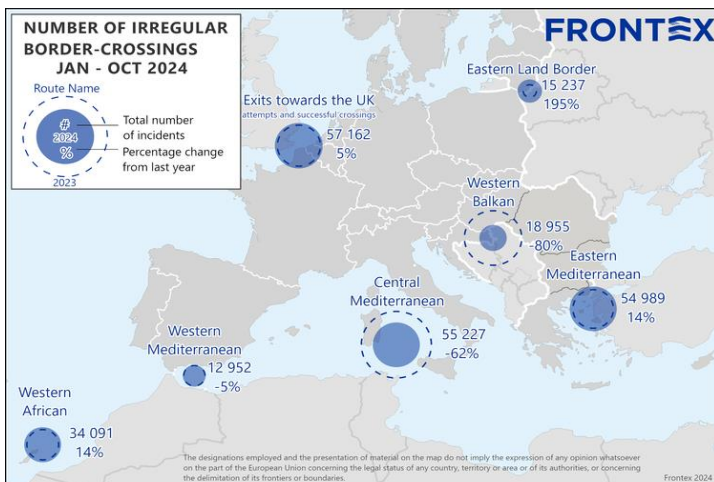 NUMBER OF IRREGULAR
BORDER-CROSSINGS
JAN - OCT 2024
Route Name
#
2024
%
Total number
of incidents
Percentage change
from last year
2023
FRONTEX
Eastern Land Border
15 237
195%
Exits towards the UK
attempts and successful crossings
57 162
5%
Western
Balkan
18 955
-80%
Eastern
Mediterranean
54 989
14%
Central
Mediterranean
55 227
-62%
Western
Mediterranean
12 952
-5%
Western
African
34 091
14%
The designations employed and the presentation of material on the map do not imply the expression of any opinion whatsoever
on the part of the European Union concerning the legal status of any country, territory or area or of its authorities, or concerning
the delimitation of its frontiers or boundaries.
Frontex 2024